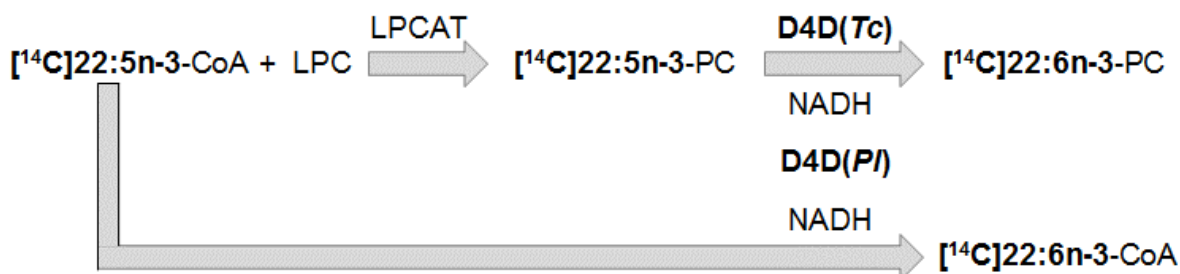 LPCAT D4D(Tc)
[¹⁴C]22:5n-3-CoA + LPC [¹⁴C]22:5n-3-PC [¹⁴C]22:6n-3-PC
NADH
D4D(Pl)
NADH
[¹⁴C]22:6n-3-CoA